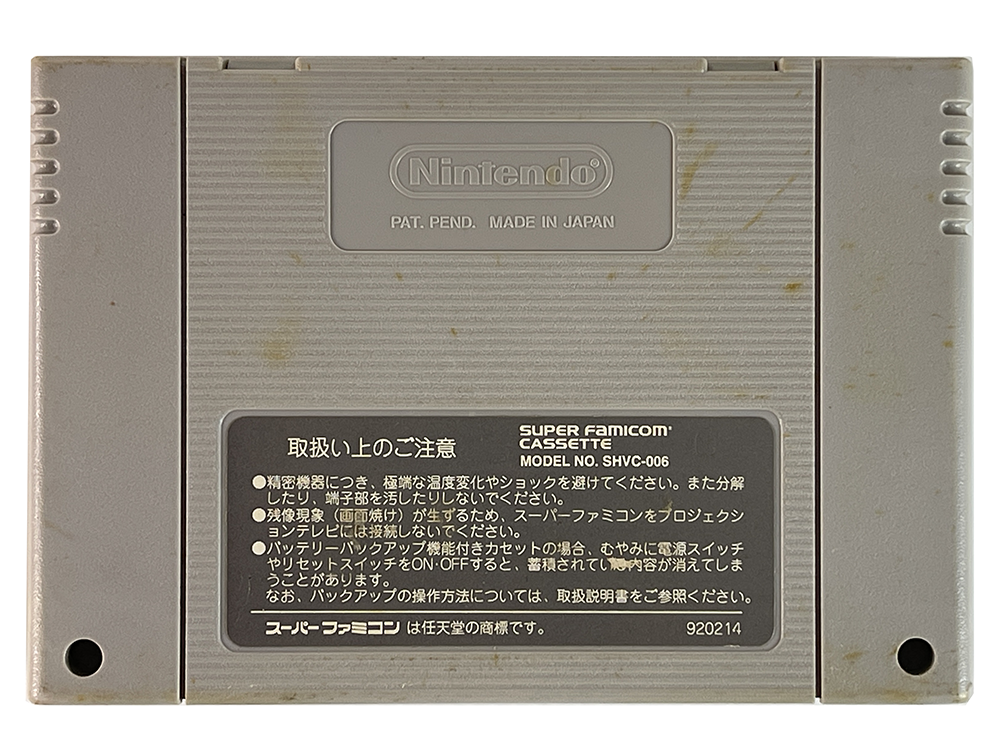 Nintendo®
PAT. PEND. MADE IN JAPAN
取扱い上のご注意
SUPER FAMICOM®
CASSETTE
MODEL NO. SHVC-006
●精密機器につき、極端な温度変化やショックを避けてください。また分解
したり、端子部を汚したりしないでください。
●残像現象（画面焼け）が生ずるため、スーパーファミコンをプロジェクシ
ョンテレビには接続しないでください。
●バッテリーバックアップ機能付きカセットの場合、むやみに電源スイッチ
やリセットスイッチをON・OFFすると、蓄積されている内容が消えてしま
うことがあります。
なお、バックアップの操作方法については、取扱説明書をご参照ください。
スーパーファミコン は任天堂の商標です。
920214